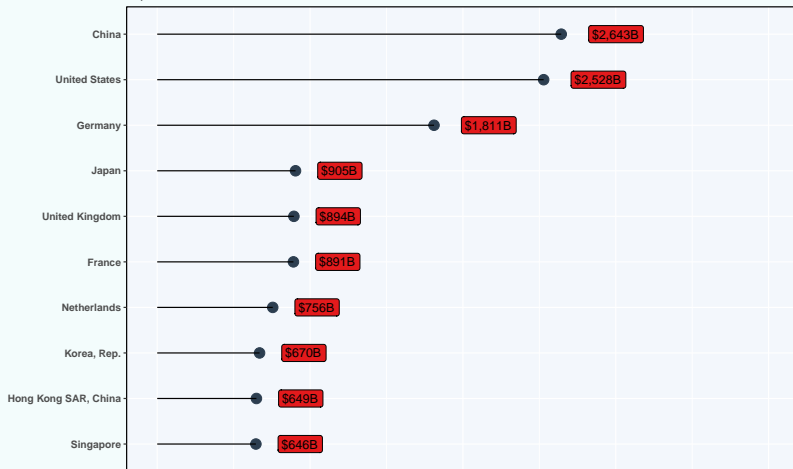 China $2,643B
United States $2,528B
Germany $1,811B
Japan $905B
United Kingdom $894B
France $891B
Netherlands $756B
Korea, Rep. $670B
Hong Kong SAR, China $649B
Singapore $646B